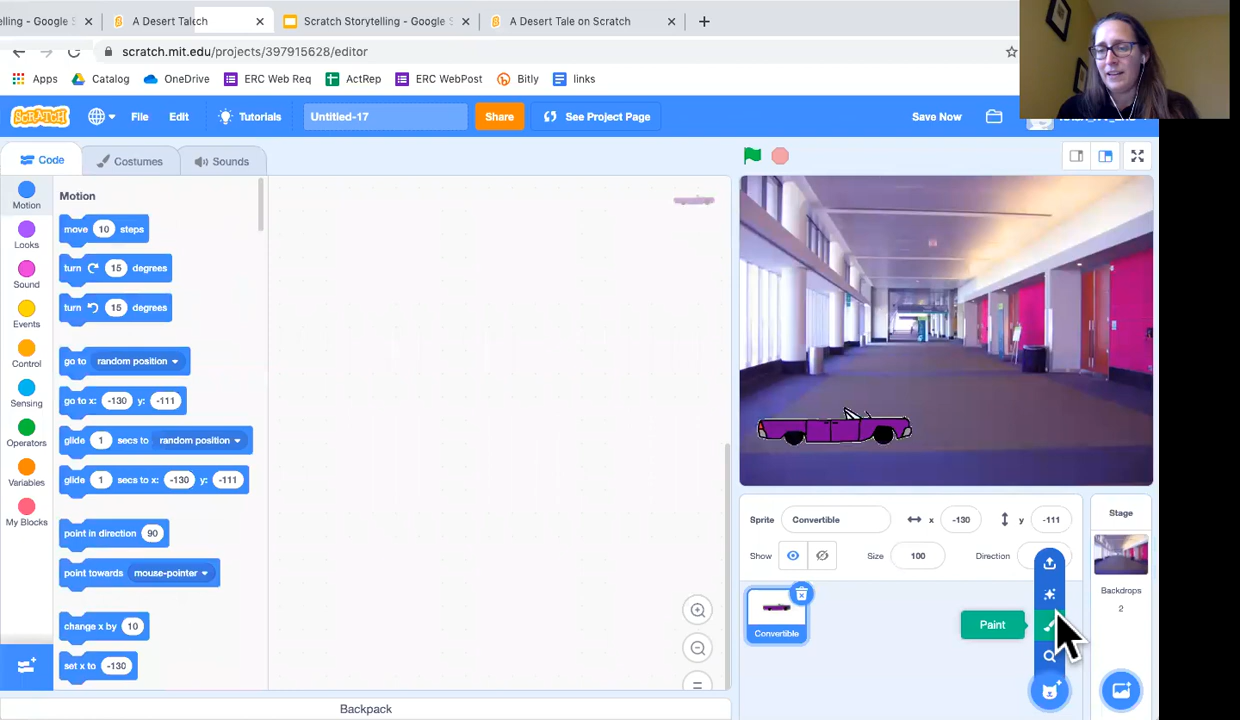 elling - Google S
A Desert Talech
Scratch Storytelling - Google S
A Desert Tale on Scratch
scratch.mit.edu/projects/397915628/editor
Apps
Catalog
OneDrive
ERC Web Req
ActRep
ERC WebPost
Bitly
links
SCRATCH
File
Edit
Tutorials
Untitled-17
Share
See Project Page
Save Now
Code
Costumes
Sounds
Motion
Looks
Sound
Events
Control
Sensing
Operators
Variables
My Blocks
Motion
move 10 steps
turn 15 degrees
turn 15 degrees
go to random position
go to x: -130 y: -111
glide 1 secs to random position
glide 1 secs to x: -130 y: -111
point in direction 90
point towards mouse-pointer
change x by 10
set x to -130
Backpack
Sprite
Convertible
x
-130
y
-111
Show
Size
100
Direction
Convertible
Paint
Stage
Backdrops
2